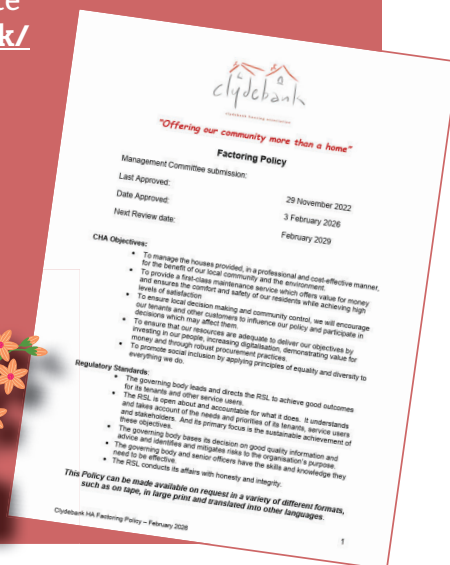 k/
clydebank
clydebank housing association
"Offering our community more than a home"
Factoring Policy
Management Committee submission:
Last Approved: 29 November 2022
Date Approved: 3 February 2026
Next Review date: February 2029
CHA Objectives:
• To manage the houses provided, in a professional and cost-effective manner,
for the benefit of our local community and the environment.
• To provide a first-class maintenance service which offers value for money
and ensures the comfort and safety of our residents while achieving high
levels of satisfaction
• To ensure local decision making and community control, we will encourage
our tenants and other customers to influence our policy and participate in
decisions which may affect them.
• To ensure that our resources are adequate to deliver our objectives by
investing in our people, increasing digitalisation, demonstrating value for
money and through robust procurement practices.
• To promote social inclusion by applying principles of equality and diversity to
everything we do.
Regulatory Standards:
• The governing body leads and directs the RSL to achieve good outcomes
for its tenants and other service users.
• The RSL is open about and accountable for what it does. It understands
and takes account of the needs and priorities of its tenants, service users
and stakeholders. And its primary focus is the sustainable achievement of
these objectives.
• The governing body bases its decision on good quality information and
advice and identifies and mitigates risks to the organisation's purpose.
• The governing body and senior officers have the skills and knowledge they
need to be effective.
• The RSL conducts its affairs with honesty and integrity.
This Policy can be made available on request in a variety of different formats,
such as on tape, in large print and translated into other languages.
Clydebank HA Factoring Policy – February 2026
1